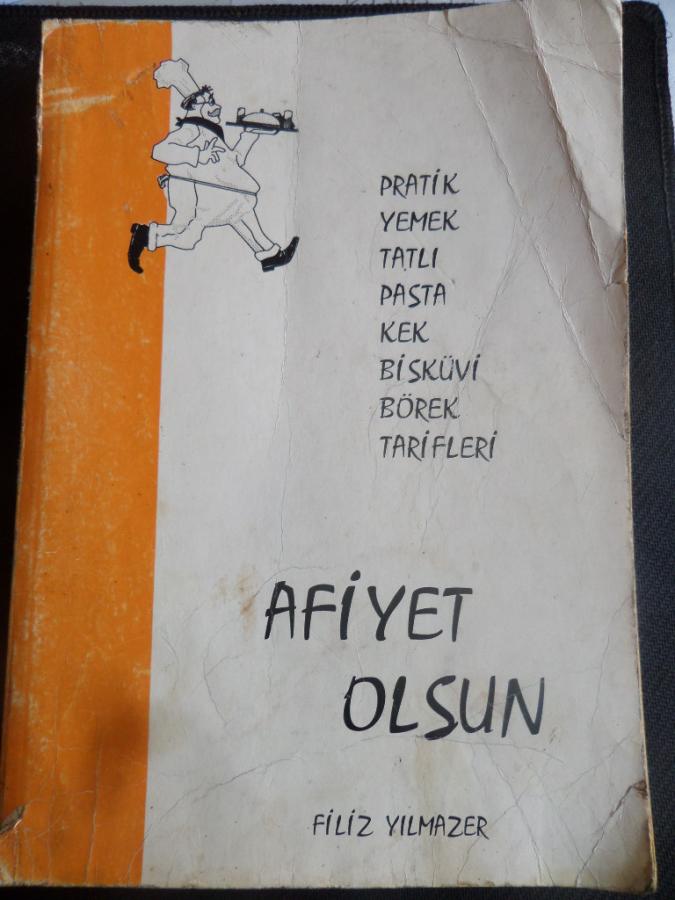 PRATİK
YEMEK
TATLI
PASTA
KEK
BİSKÜVİ
BÖREK
TARİFLERİ
AFİYET
OLSUN
FİLİZ YILMAZER